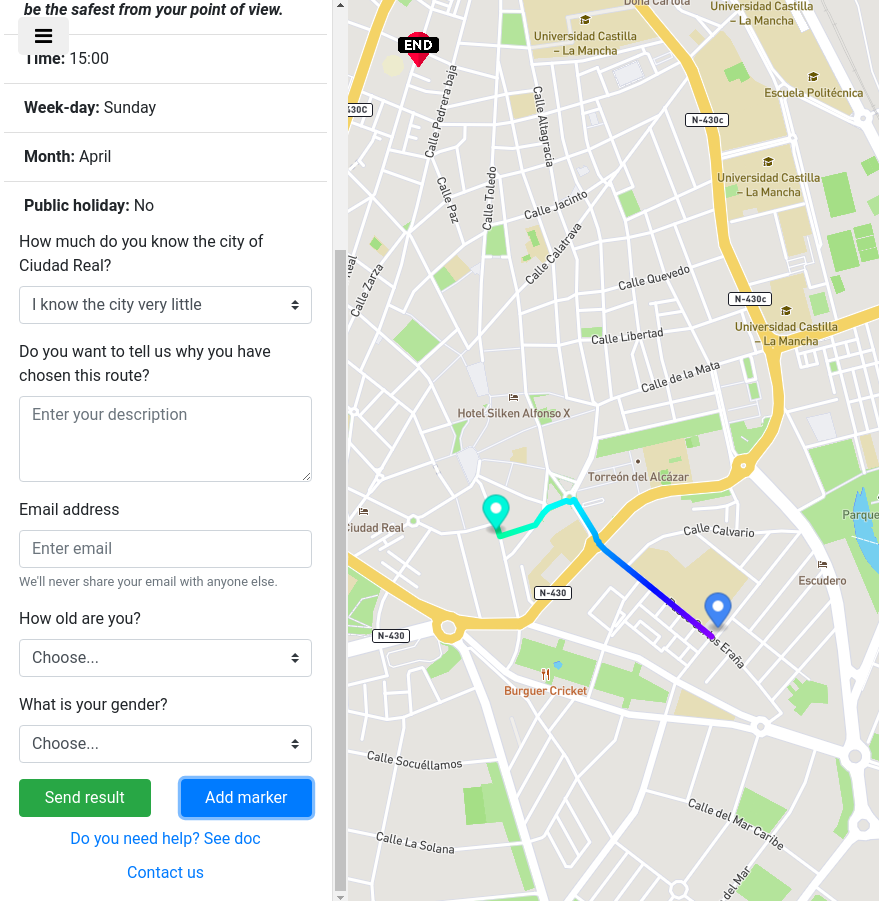 be the safest from your point of view.
Time: 15:00
Week-day: Sunday
Month: April
Public holiday: No
How much do you know the city of
Ciudad Real?
I know the city very little
Do you want to tell us why you have
chosen this route?
Enter your description
Email address
Enter email
We'll never share your email with anyone else.
How old are you?
Choose...
What is your gender?
Choose...
Send result
Add marker
Do you need help? See doc
Contact us
Doña Carlota
Universidad Castilla
– La Mancha
END
Universidad Castilla
– La Mancha
Escuela Politécnica
430C
N-430c
Calle Pedrera baja
Calle Altagracia
Universidad Castilla
– La Mancha
Calle Paz
Calle Toledo
Calle Jacinto
Calle Calatrava
Real
Calle Zarza
Calle Quevedo
N-430c
Universidad Castilla
– La Mancha
Calle Libertad
Calle de la Mata
Hotel Silken Alfonso X
Torreón del Alcázar
Ciudad Real
Parque
Calle Calvario
Escudero
N-430
N-430
Eraña
Burguer Cricket
Calle Socuéllamos
Calle del Mar Caribe
Calle La Solana
del Mar